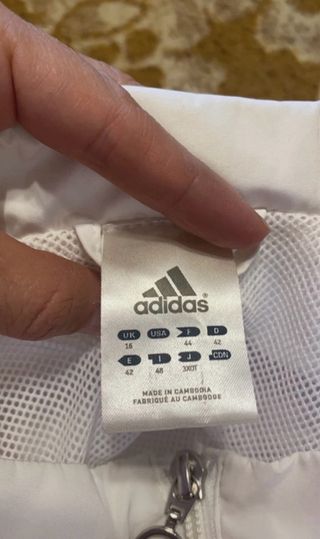 adidas®
UK USA F D
16 44 42
E I J CDN
42 48 3XOT
MADE IN CAMBODIA
FABRIQUÉ AU CAMBODGE